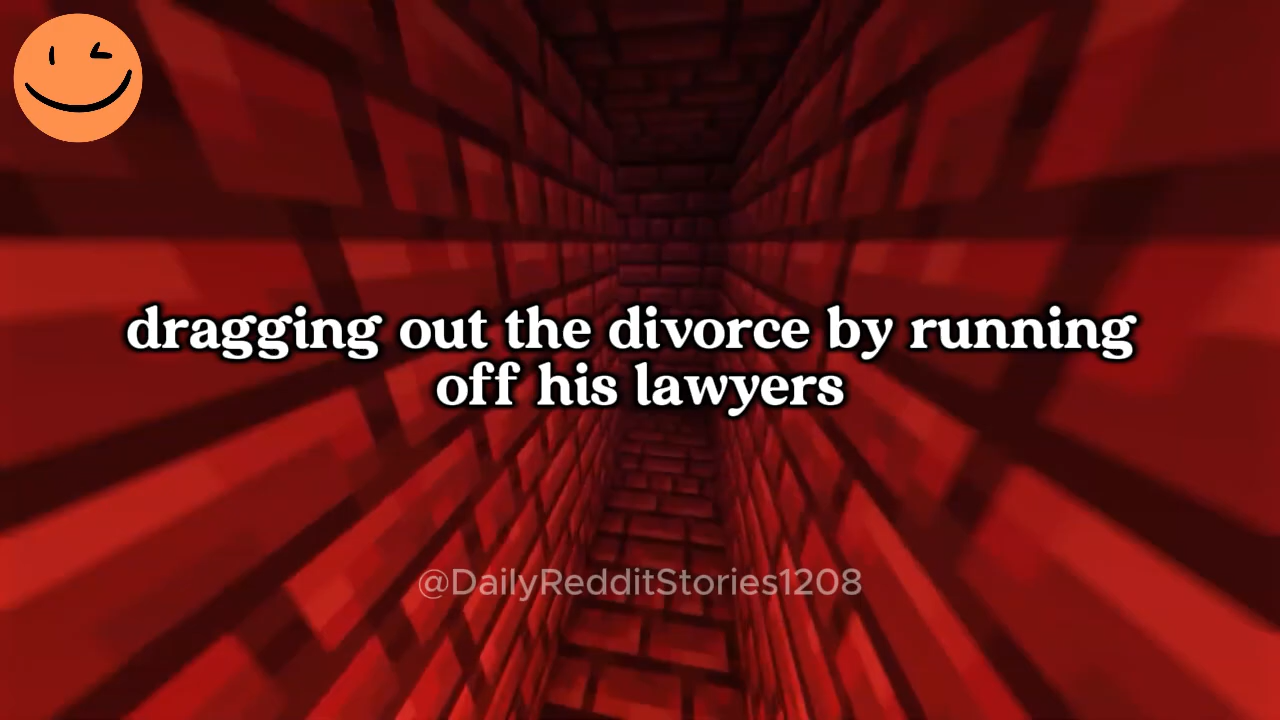 dragging out the divorce by running
off his lawyers
@DailyRedditStories1208